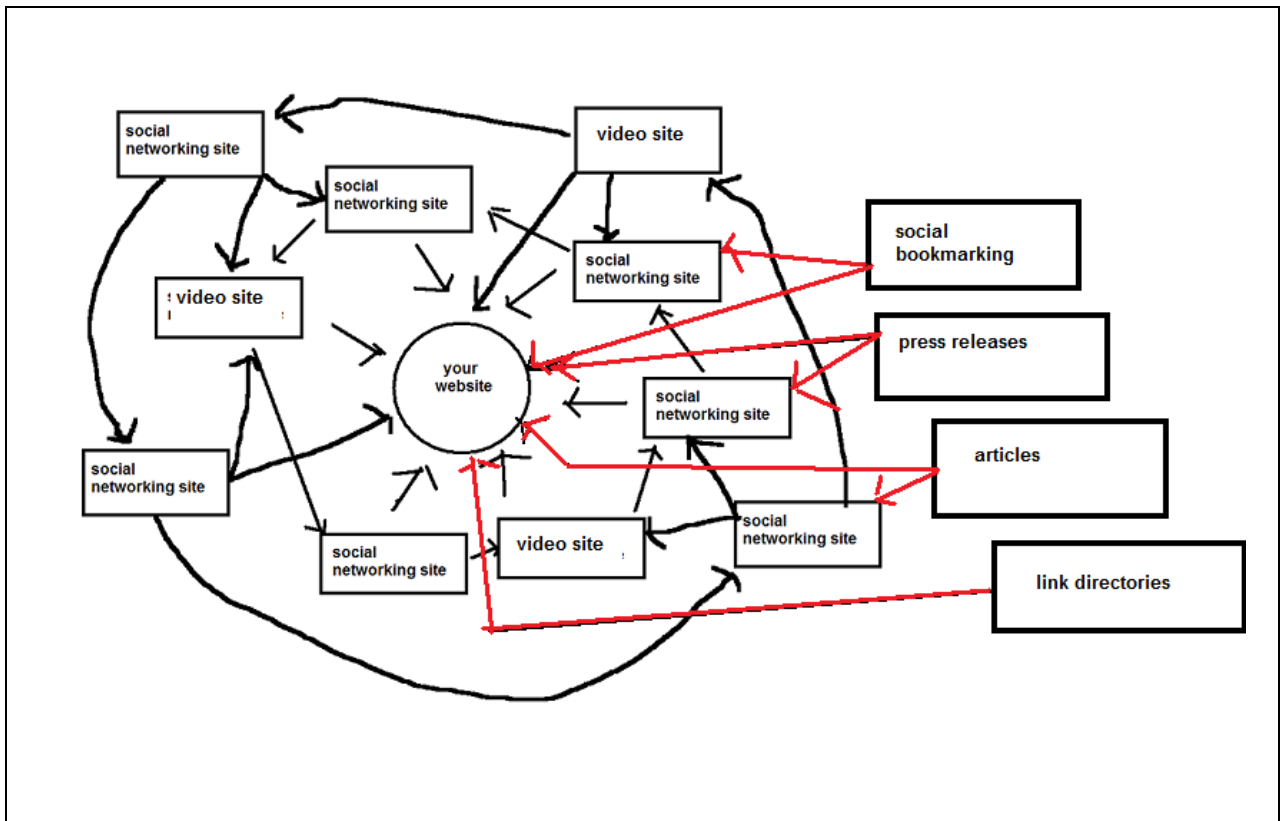 social
networking site
video site
social
networking site
social
networking site
video site
your
website
social
networking site
social
networking site
social
networking site
video site
social
networking site
social
bookmarking
press releases
articles
link directories